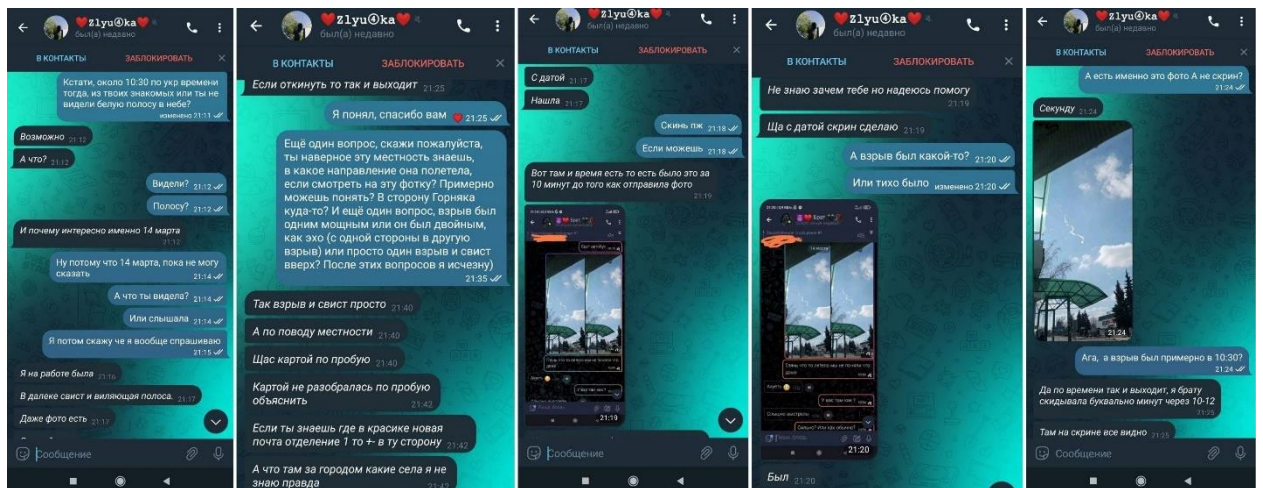 ❤️Zlyu④ka❤️
был(а) недавно
В КОНТАКТЫ
ЗАБЛОКИРОВАТЬ
Кстати, около 10:30 по укр времени
тогда, из твоих знакомых или ты не
видели белую полосу в небе?
изменено 21:11
Возможно 21:12
А что? 21:12
Видели? 21:12
Полосу? 21:12
И почему интересно именно 14 марта
21:12
Ну потому что 14 марта, пока не могу
сказать 21:14
А что ты видела? 21:14
Или слышала 21:14
Я потом скажу че я вообще спрашиваю
21:15
Я на работе была 21:16
В далеке свист и виляющая полоса. 21:17
Даже фото есть 21:17
Сообщение
❤️Zlyu④ka❤️
был(а) недавно
В КОНТАКТЫ
ЗАБЛОКИРОВАТЬ
Если откинуть то так и выходит 21:25
Я понял, спасибо вам ❤️ 21:25
Ещё один вопрос, скажи пожалуйста,
ты наверное эту местность знаешь,
в какое направление она полетела,
если смотреть на эту фотку? Примерно
можешь понять? В сторону Горняка
куда-то? И ещё один вопрос, взрыв был
одним мощным или он был двойным,
как эхо (с одной стороны в другую
взрыв) или просто один взрыв и свист
вверх? После этих вопросов я исчезну)
21:35
Так взрыв и свист просто 21:40
А по поводу местности 21:40
Щас картой по пробую 21:40
Картой не разобралась по пробую
объяснить 21:42
Если ты знешь где в красике новая
почта отделение 1 то +- в ту сторону 21:42
А что там за городом какие села я не
знаю правда 21:42
❤️Zlyu④ka❤️
был(а) недавно
В КОНТАКТЫ
ЗАБЛОКИРОВАТЬ
С датой 21:17
Нашла 21:17
Скинь пж 21:18
Если можешь 21:18
Вот там и время есть то есть было это за
10 минут до того как отправила фото
21:19
21:19
Сообщение
❤️Zlyu④ka❤️
был(а) недавно
В КОНТАКТЫ
ЗАБЛОКИРОВАТЬ
Не знаю зачем тебе но надеюсь помогу
21:19
Ща с датой скрин сделаю 21:19
А взрыв был какой-то? 21:20
Или тихо было изменено 21:20
14 марта
21:20
Был 21:20
❤️Zlyu④ka❤️
был(а) недавно
В КОНТАКТЫ
ЗАБЛОКИРОВАТЬ
А есть именно это фото А не скрин?
21:24
Секунду 21:24
21:24
Ага, а взрыв был примерно в 10:30?
21:24
Да по времени так и выходит, я брату
скидывала буквально минут через 10-12
21:25
Там на скрине все видно 21:25
Сообщение